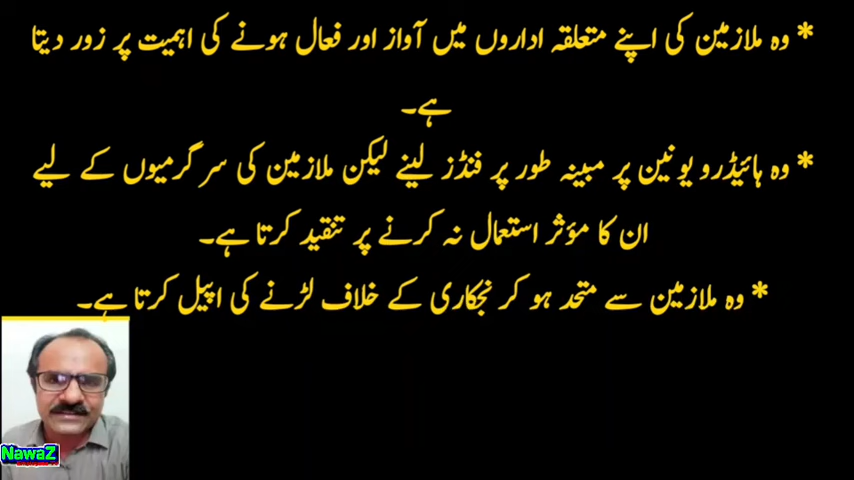 * وہ ملازمین کی اپنے متعلقہ اداروں میں آواز اور فعال ہونے کی اہمیت پر زور دیتا
ہے۔
* وہ ہائیڈرو یونین پر مبینہ طور پر فنڈز لینے لیکن ملازمین کی سرگرمیوں کے لیے
ان کا مؤثر استعمال نہ کرنے پر تنقید کرتا ہے۔
* وہ ملازمین سے متحد ہو کر نجکاری کے خلاف لڑنے کی اپیل کرتا ہے۔
NawaZ